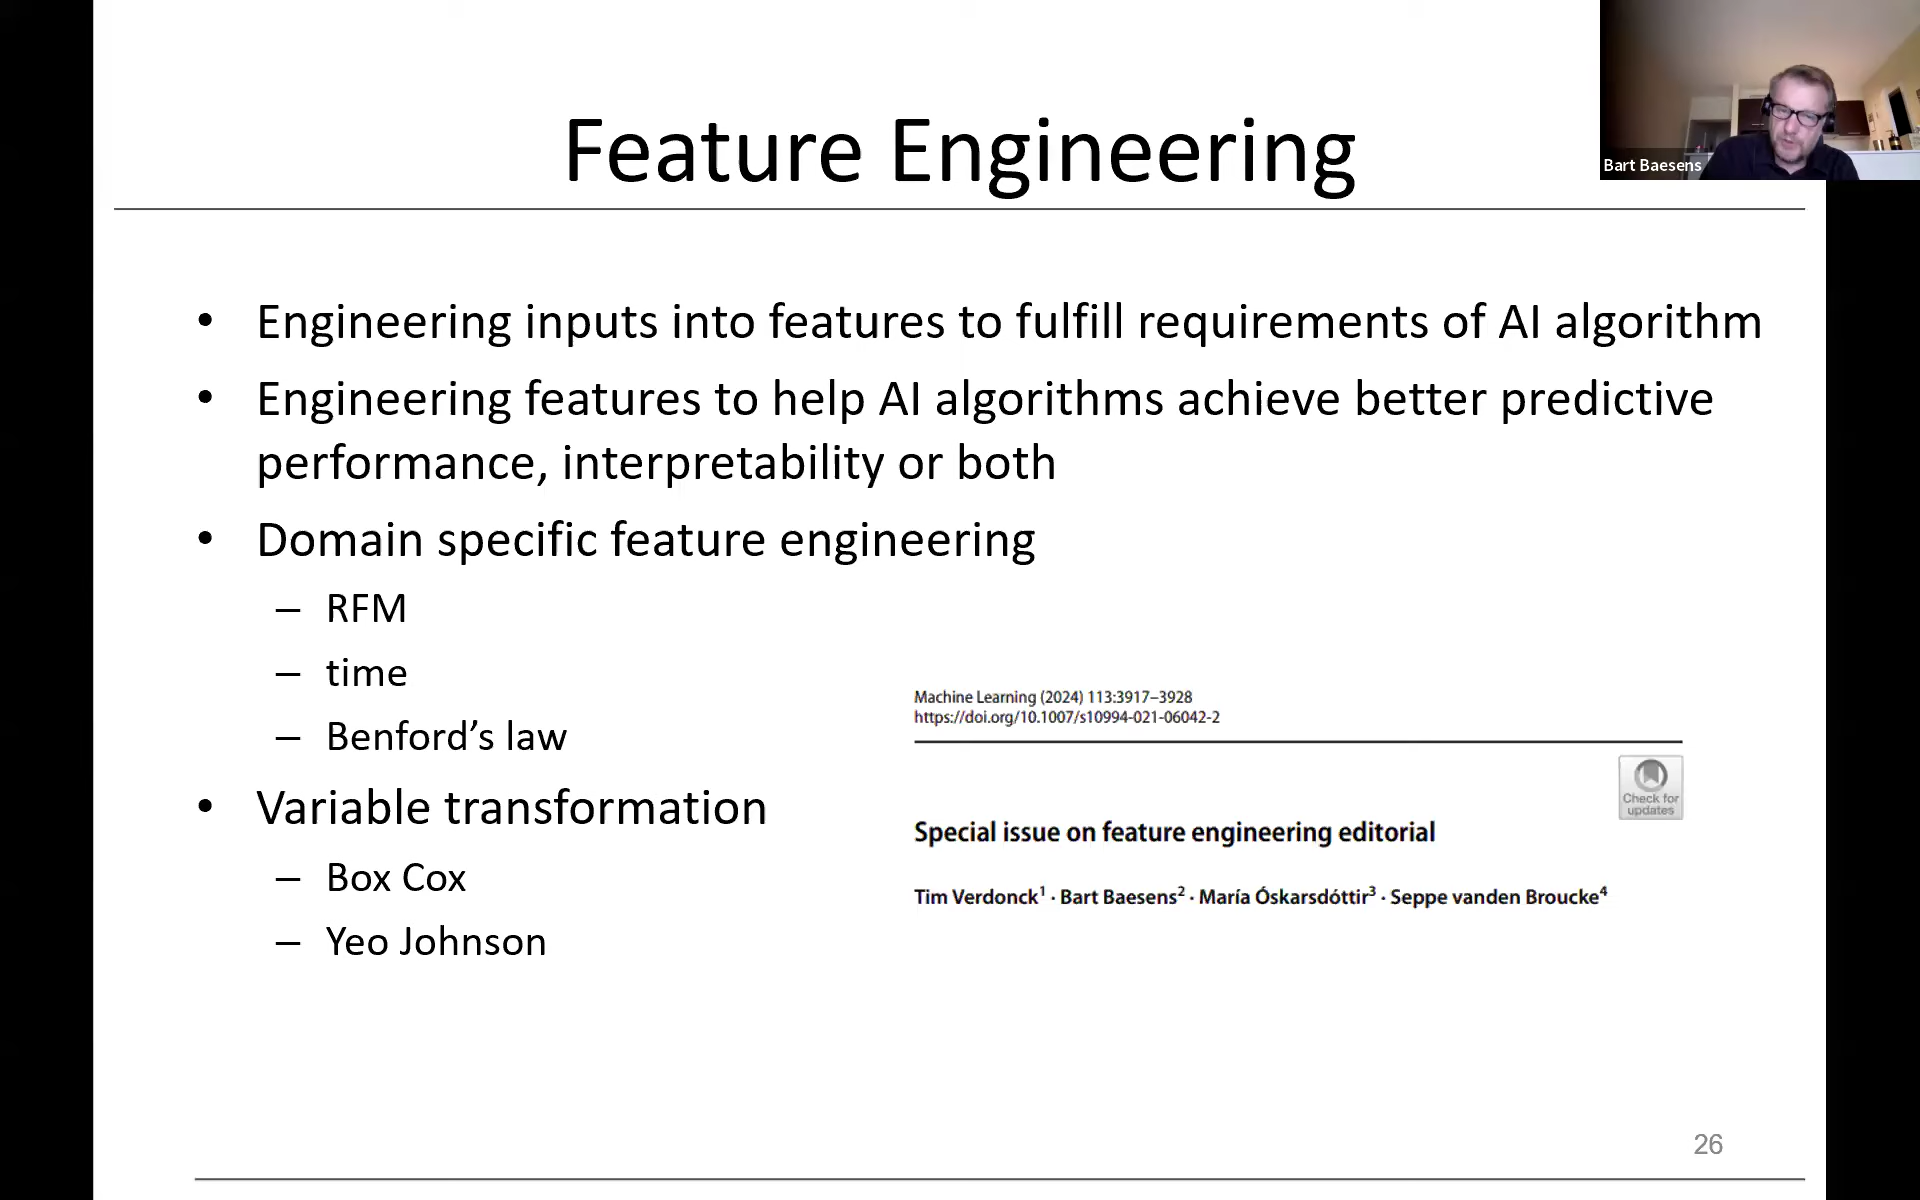 Feature Engineering
Bart Baesens
• Engineering inputs into features to fulfill requirements of AI algorithm
• Engineering features to help AI algorithms achieve better predictive
performance, interpretability or both
• Domain specific feature engineering
– RFM
– time
– Benford’s law
• Variable transformation
– Box Cox
– Yeo Johnson
Machine Learning (2024) 113:3917–3928
https://doi.org/10.1007/s10994-021-06042-2
Check for
updates
Special issue on feature engineering editorial
Tim Verdonck¹ · Bart Baesens² · María Óskarsdóttir³ · Seppe vanden Broucke⁴
26